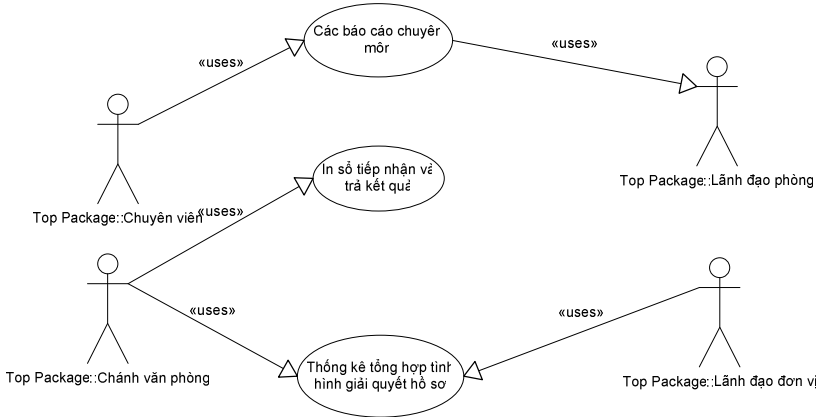 Các báo cáo chuyên
môn
«uses»
«uses»
Top Package::Lãnh đạo phòng
In sổ tiếp nhận và
trả kết quả
Top Package::Chuyên viên
«uses»
«uses»
«uses»
Thống kê tổng hợp tình
hình giải quyết hồ sơ
Top Package::Chánh văn phòng
Top Package::Lãnh đạo đơn vị